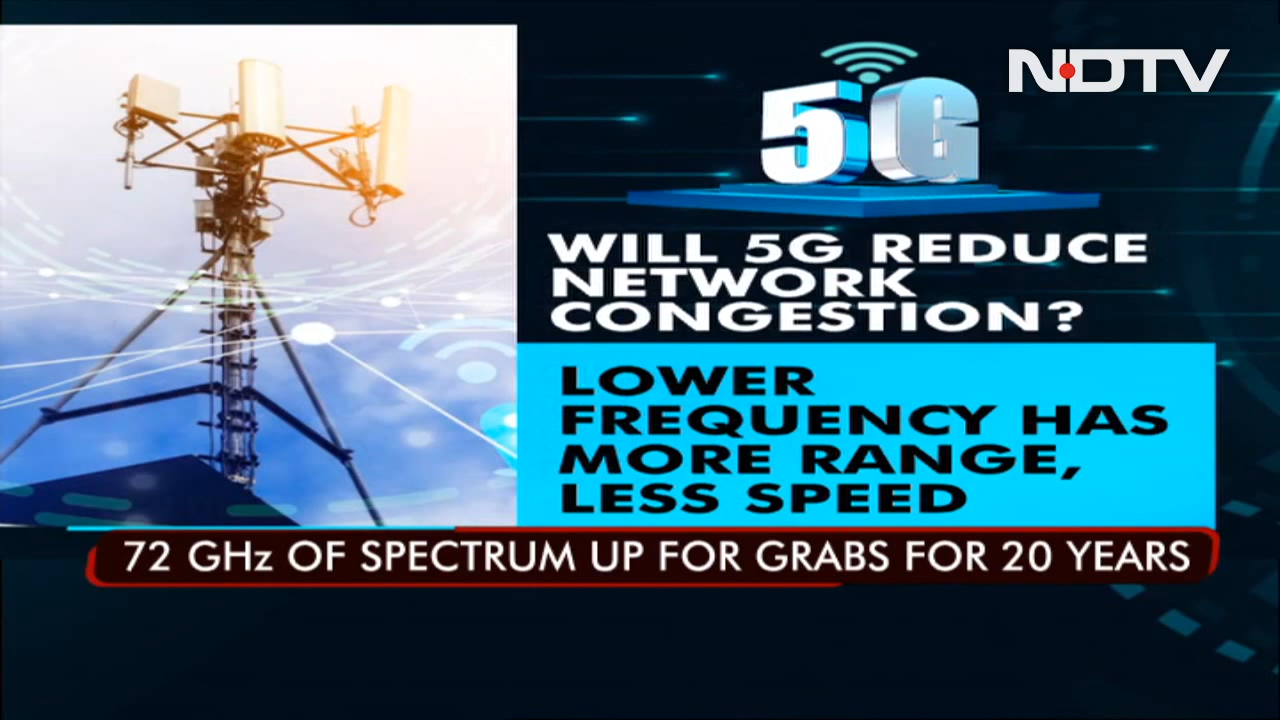 NDTV
5G
WILL 5G REDUCE
NETWORK
CONGESTION?
LOWER
FREQUENCY HAS
MORE RANGE,
LESS SPEED
72 GHz OF SPECTRUM UP FOR GRABS FOR 20 YEARS